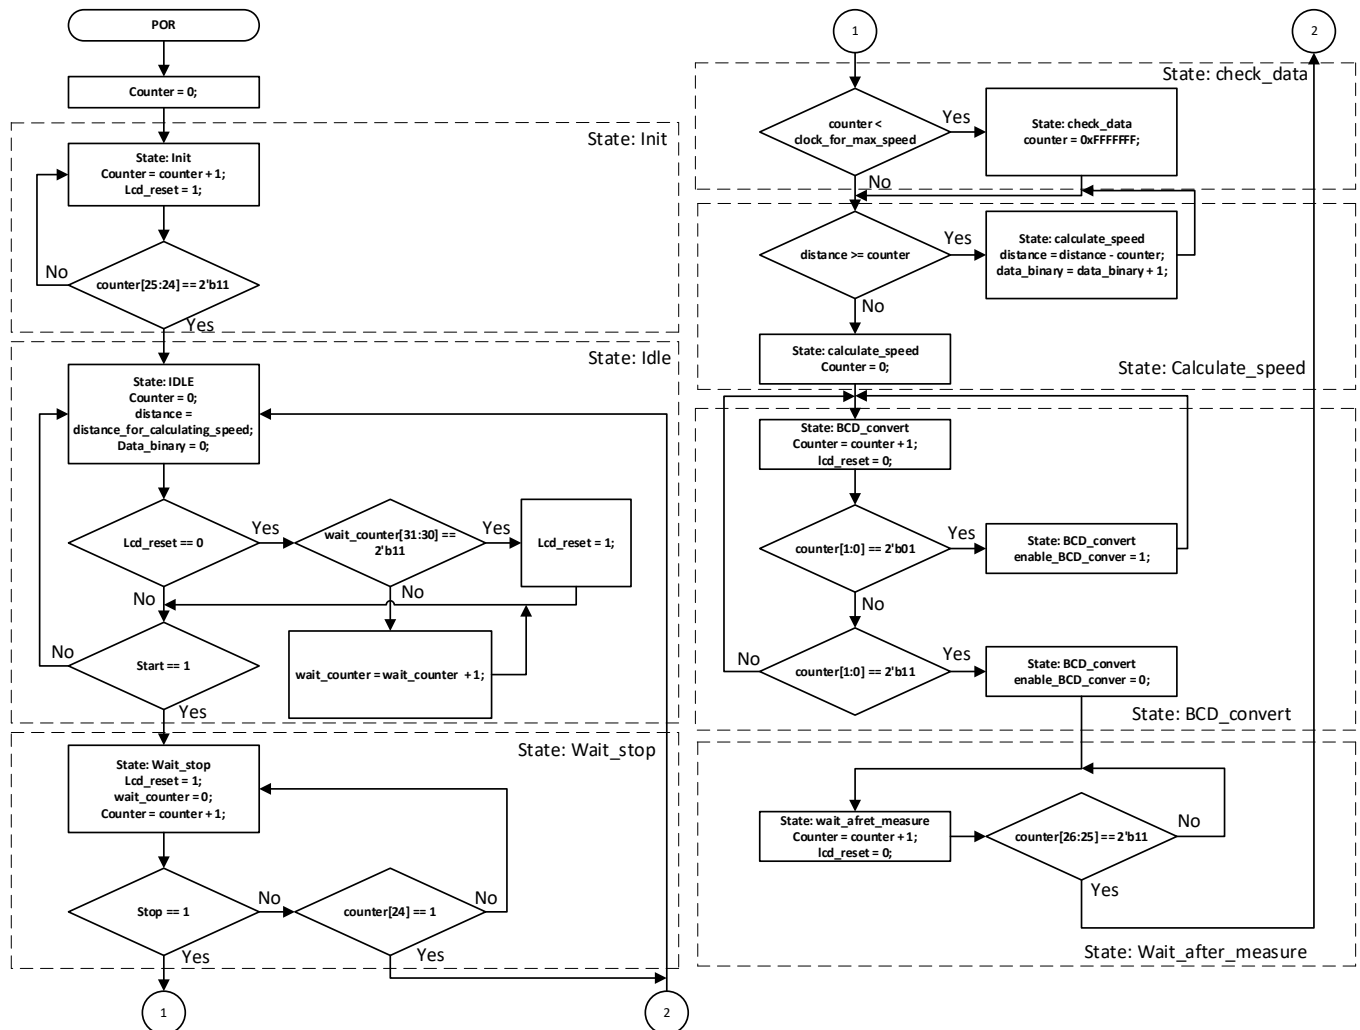 POR
Counter = 0;
State: Init
State: Init
Counter = counter + 1;
Lcd_reset = 1;
No
counter[25:24] == 2'b11
Yes
State: Idle
State: IDLE
Counter = 0;
distance =
distance_for_calculating_speed;
Data_binary = 0;
Lcd_reset == 0
Yes
wait_counter[31:30] ==
2'b11
Yes
Lcd_reset = 1;
No
No
No
Start == 1
wait_counter = wait_counter + 1;
Yes
State: Wait_stop
State: Wait_stop
Lcd_reset = 1;
wait_counter = 0;
Counter = counter + 1;
Stop == 1
No
counter[24] == 1
No
Yes
Yes
1
2
1
2
State: check_data
counter <
clock_for_max_speed
Yes
State: check_data
counter = 0xFFFFFFF;
No
distance >= counter
Yes
State: calculate_speed
distance = distance - counter;
data_binary = data_binary + 1;
No
State: calculate_speed
Counter = 0;
State: Calculate_speed
State: BCD_convert
Counter = counter + 1;
lcd_reset = 0;
counter[1:0] == 2'b01
Yes
State: BCD_convert
enable_BCD_conver = 1;
No
No
counter[1:0] == 2'b11
Yes
State: BCD_convert
enable_BCD_conver = 0;
State: BCD_convert
State: wait_afret_measure
Counter = counter + 1;
lcd_reset = 0;
counter[26:25] == 2'b11
No
Yes
State: Wait_after_measure